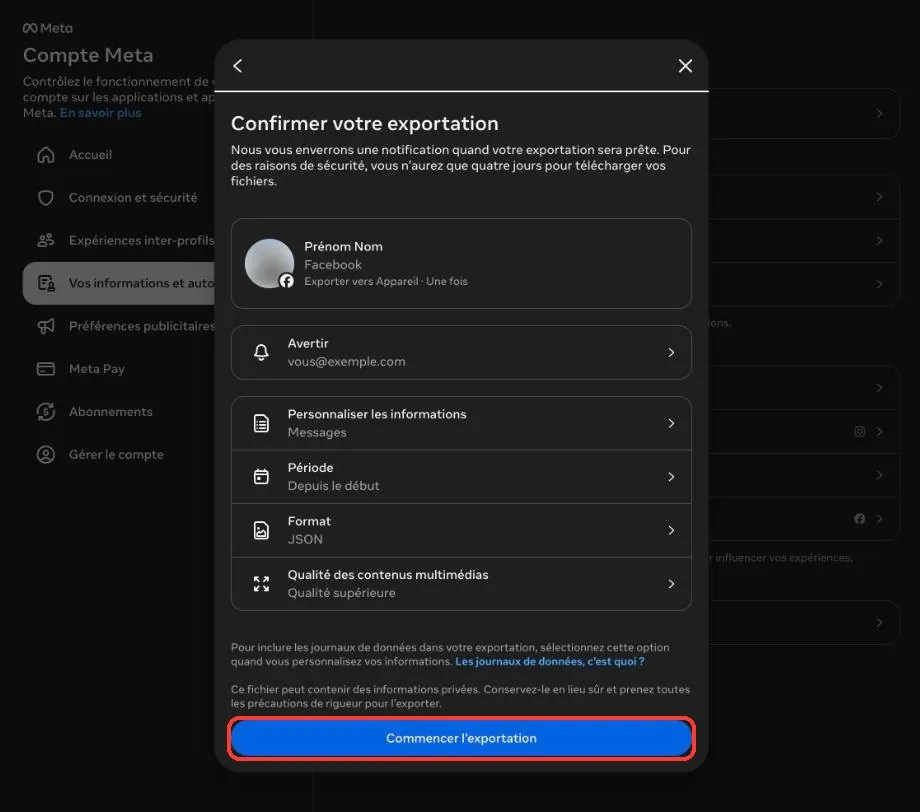 Meta
Compte Meta
Contrôlez le fonctionnement de
compte sur les applications et ap
Meta. En savoir plus
Accueil
Connexion et sécurité
Expériences inter-profils
Vos informations et auto
Préférences publicitaires
Meta Pay
Abonnements
Gérer le compte
Confirmer votre exportation
Nous vous enverrons une notification quand votre exportation sera prête. Pour
des raisons de sécurité, vous n'aurez que quatre jours pour télécharger vos
fichiers.
Prénom Nom
Facebook
Exporter vers Appareil · Une fois
Avertir
vous@exemple.com
Personnaliser les informations
Messages
Période
Depuis le début
Format
JSON
Qualité des contenus multimédias
Qualité supérieure
Pour inclure les journaux de données dans votre exportation, sélectionnez cette option
quand vous personnalisez vos informations. Les journaux de données, c'est quoi ?
Ce fichier peut contenir des informations privées. Conservez-le en lieu sûr et prenez toutes
les précautions de rigueur pour l'exporter.
Commencer l'exportation
ions.
r influencer vos expériences.